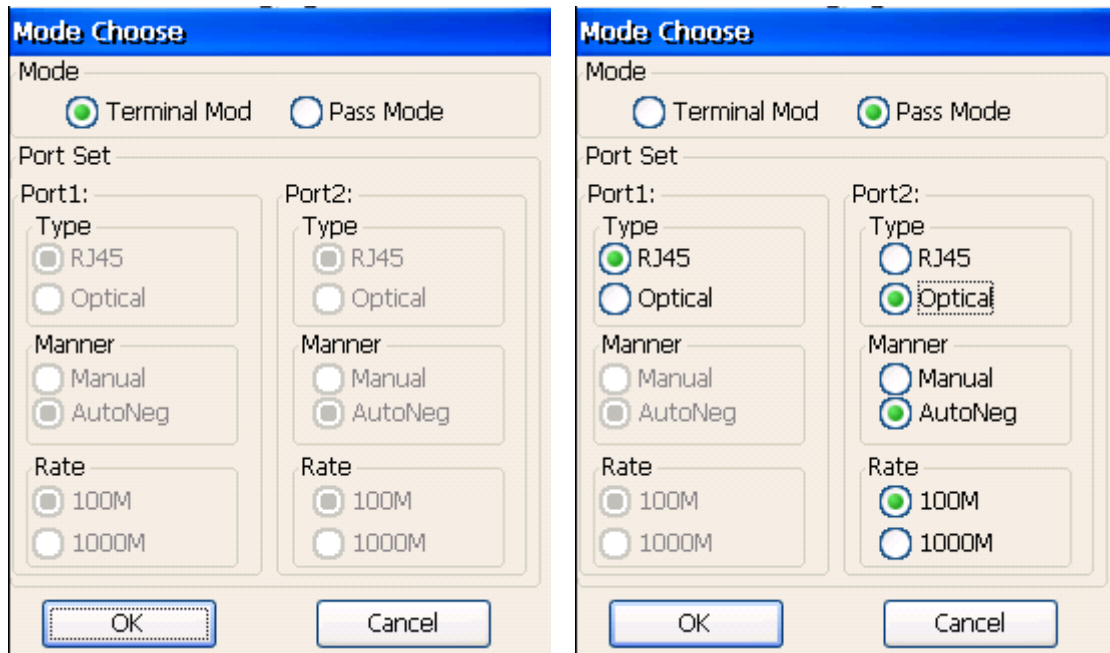 Mode Choose
Mode
Terminal Mod Pass Mode
Port Set
Port1: Port2:
Type Type
RJ45 RJ45
Optical Optical
Manner Manner
Manual Manual
AutoNeg AutoNeg
Rate Rate
100M 100M
1000M 1000M
OK Cancel
Mode Choose
Mode
Terminal Mod Pass Mode
Port Set
Port1: Port2:
Type Type
RJ45 RJ45
Optical Optical
Manner Manner
Manual Manual
AutoNeg AutoNeg
Rate Rate
100M 100M
1000M 1000M
OK Cancel